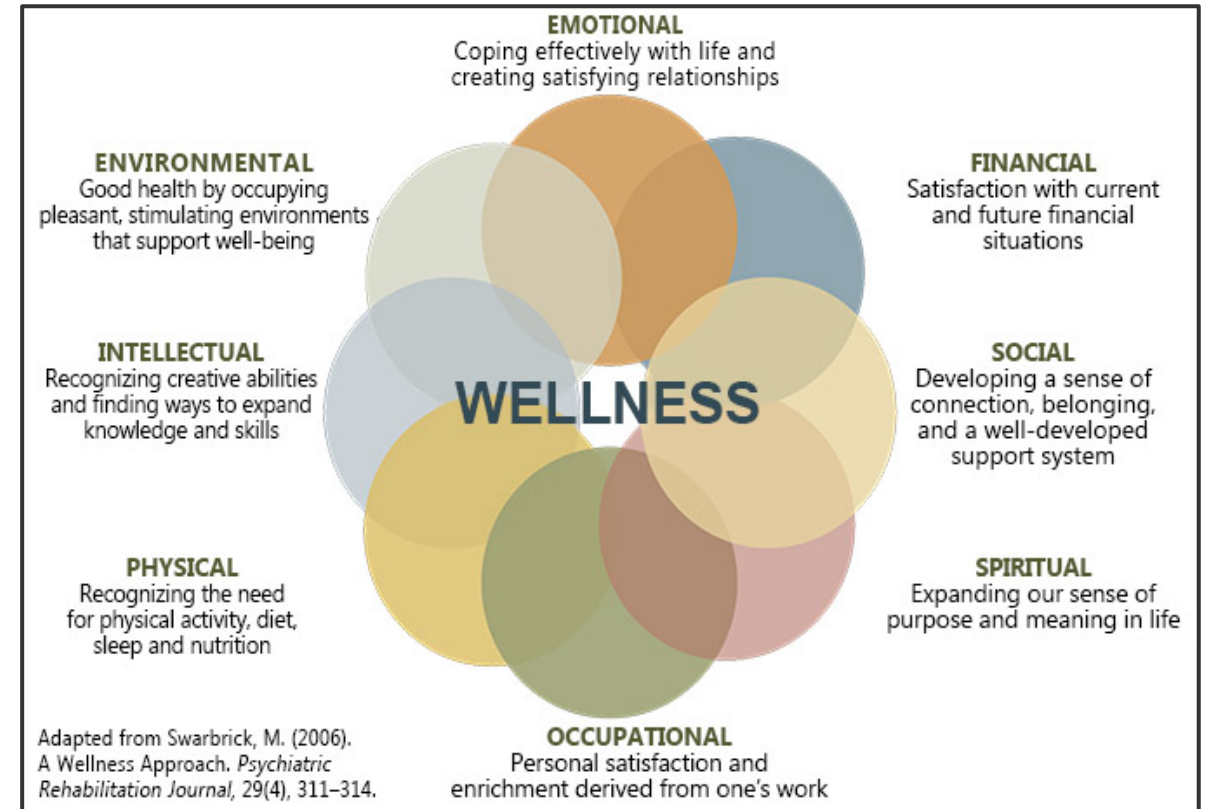 EMOTIONAL
Coping effectively with life and
creating satisfying relationships
ENVIRONMENTAL
Good health by occupying
pleasant, stimulating environments
that support well-being
FINANCIAL
Satisfaction with current
and future financial
situations
INTELLECTUAL
Recognizing creative abilities
and finding ways to expand
knowledge and skills
WELLNESS
SOCIAL
Developing a sense of
connection, belonging,
and a well-developed
support system
PHYSICAL
Recognizing the need
for physical activity, diet,
sleep and nutrition
SPIRITUAL
Expanding our sense of
purpose and meaning in life
Adapted from Swarbrick, M. (2006).
A Wellness Approach. Psychiatric
Rehabilitation Journal, 29(4), 311–314.
OCCUPATIONAL
Personal satisfaction and
enrichment derived from one's work